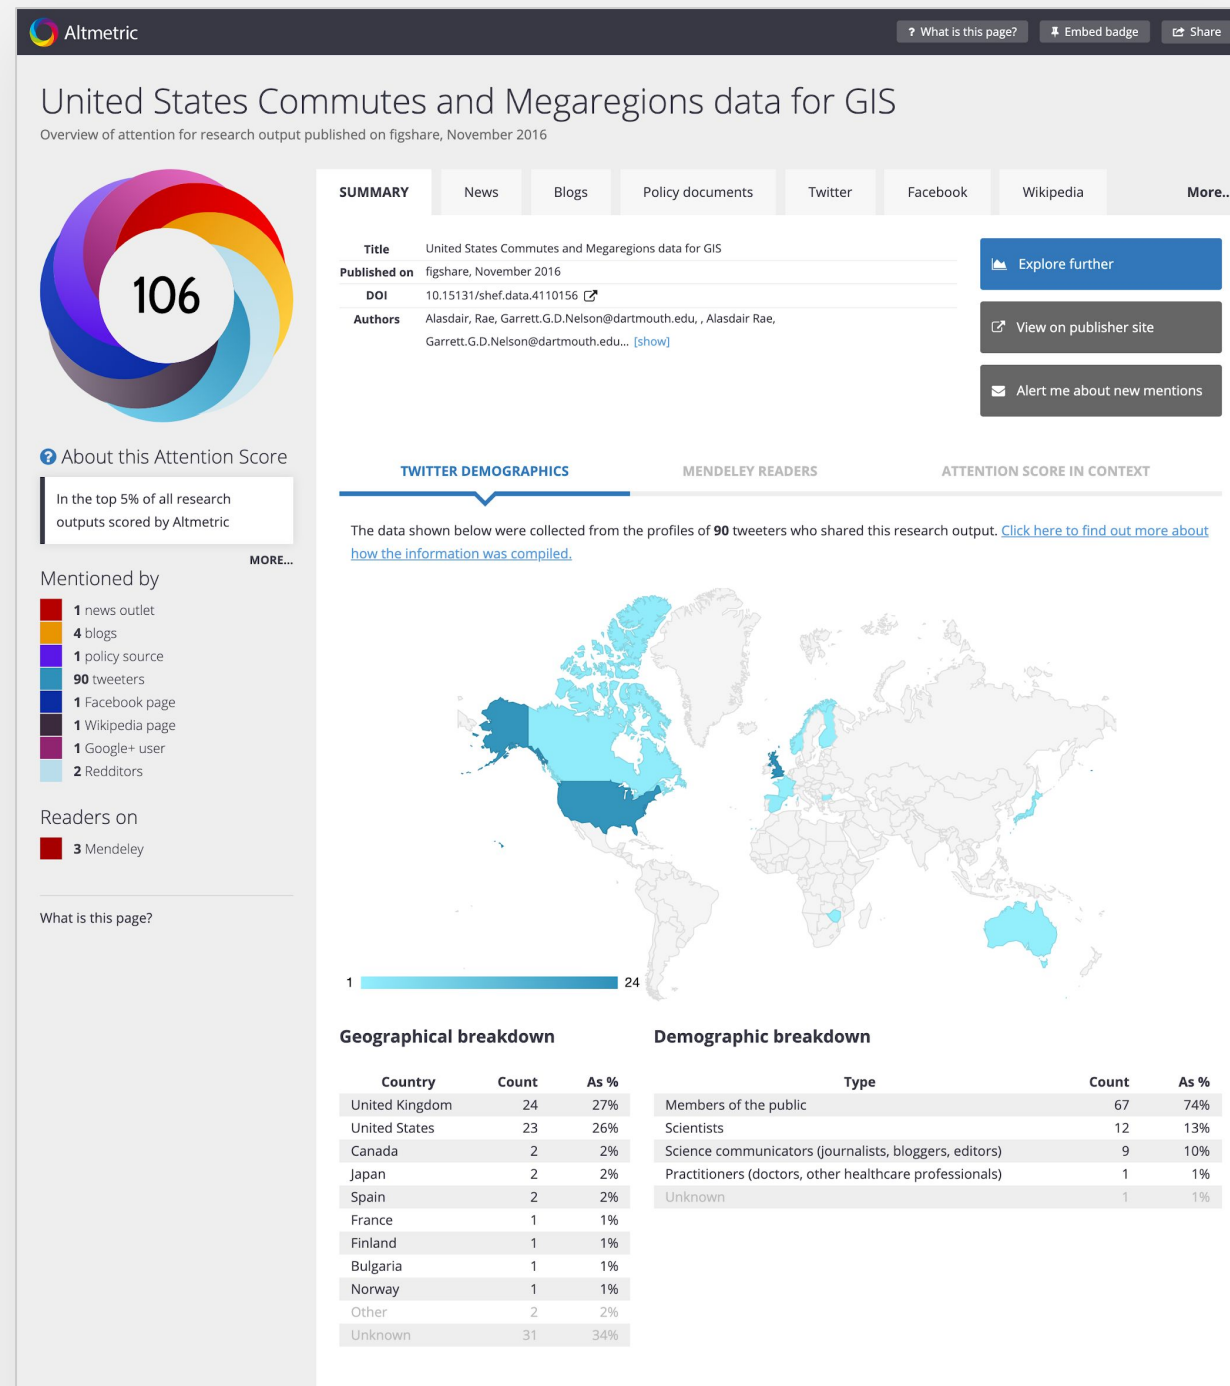 Altmetric
? What is this page?
Embed badge
Share
United States Commutes and Megaregions data for GIS
Overview of attention for research output published on figshare, November 2016
106
SUMMARY News Blogs Policy documents Twitter Facebook Wikipedia More..
Title United States Commutes and Megaregions data for GIS
Published on figshare, November 2016
DOI 10.15131/shef.data.4110156
Authors Alasdair, Rae, Garrett.G.D.Nelson@dartmouth.edu, , Alasdair Rae,
Garrett.G.D.Nelson@dartmouth.edu... [show]
Explore further
View on publisher site
Alert me about new mentions
? About this Attention Score
In the top 5% of all research
outputs scored by Altmetric
MORE...
Mentioned by
1 news outlet
4 blogs
1 policy source
90 tweeters
1 Facebook page
1 Wikipedia page
1 Google+ user
2 Redditors
Readers on
3 Mendeley
What is this page?
TWITTER DEMOGRAPHICS MENDELEY READERS ATTENTION SCORE IN CONTEXT
The data shown below were collected from the profiles of 90 tweeters who shared this research output. Click here to find out more about
how the information was compiled.
1 24
Geographical breakdown
Country Count As %
United Kingdom 24 27%
United States 23 26%
Canada 2 2%
Japan 2 2%
Spain 2 2%
France 1 1%
Finland 1 1%
Bulgaria 1 1%
Norway 1 1%
Other 2 2%
Unknown 31 34%
Demographic breakdown
Type Count As %
Members of the public 67 74%
Scientists 12 13%
Science communicators (journalists, bloggers, editors) 9 10%
Practitioners (doctors, other healthcare professionals) 1 1%
Unknown 1 1%